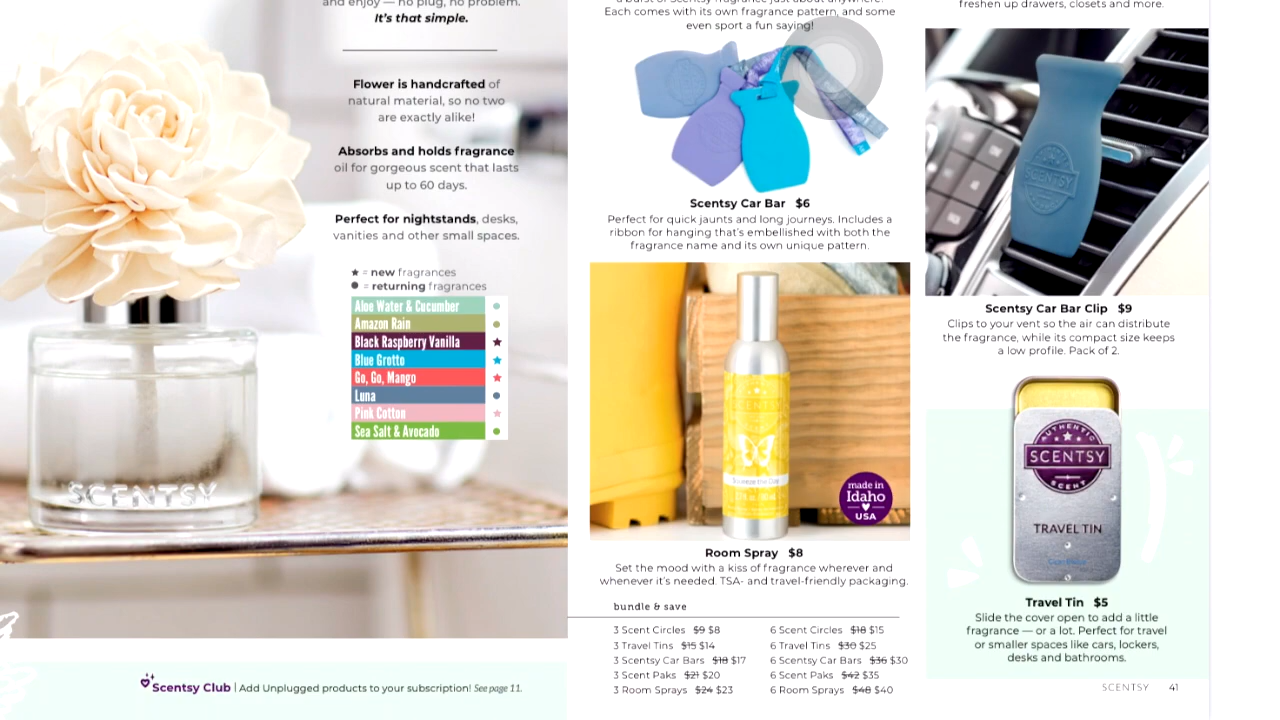 and enjoy — no plug, no problem.
It's that simple.
Flower is handcrafted of
natural material, so no two
are exactly alike!
Absorbs and holds fragrance
oil for gorgeous scent that lasts
up to 60 days.
Perfect for nightstands, desks,
vanities and other small spaces.
★ = new fragrances
● = returning fragrances
Aloe Water & Cucumber ●
Amazon Rain ●
Black Raspberry Vanilla ★
Blue Grotto ★
Go, Go, Mango ★
Luna ●
Pink Cotton ★
Sea Salt & Avocado ●
SCENTSY
Scentsy Club | Add Unplugged products to your subscription! See page 11.
a burst of Scentsy fragrance just about anywhere!
Each comes with its own fragrance pattern, and some
even sport a fun saying!
Scentsy Car Bar $6
Perfect for quick jaunts and long journeys. Includes a
ribbon for hanging that's embellished with both the
fragrance name and its own unique pattern.
SCENTSY
Squeeze the Day
made in
Idaho
USA
Room Spray $8
Set the mood with a kiss of fragrance wherever and
whenever it's needed. TSA- and travel-friendly packaging.
bundle & save
3 Scent Circles $9 $8
3 Travel Tins $15 $14
3 Scentsy Car Bars $18 $17
3 Scent Paks $21 $20
3 Room Sprays $24 $23
6 Scent Circles $18 $15
6 Travel Tins $30 $25
6 Scentsy Car Bars $36 $30
6 Scent Paks $42 $35
6 Room Sprays $48 $40
freshen up drawers, closets and more.
SCENTSY
Scentsy Car Bar Clip $9
Clips to your vent so the air can distribute
the fragrance, while its compact size keeps
a low profile. Pack of 2.
AUTHENTIC
SCENTSY
SCENT
TRAVEL TIN
Travel Tin $5
Slide the cover open to add a little
fragrance — or a lot. Perfect for travel
or smaller spaces like cars, lockers,
desks and bathrooms.
SCENTSY 41